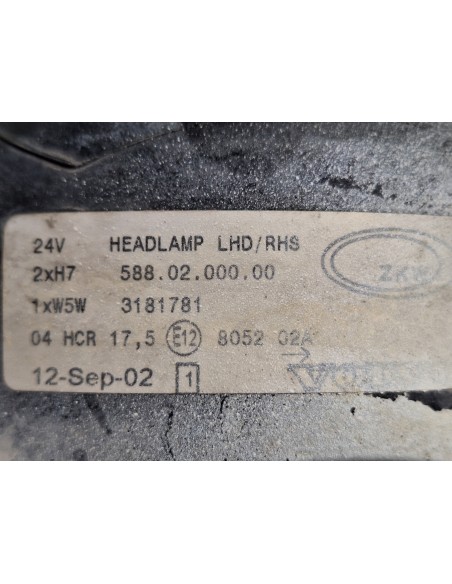 24V HEADLAMP LHD/RHS
2xH7 588.02.000.00 ZKW
1xW5W 3181781
04 HCR 17,5 E12 8052 02A
12-Sep-02 1